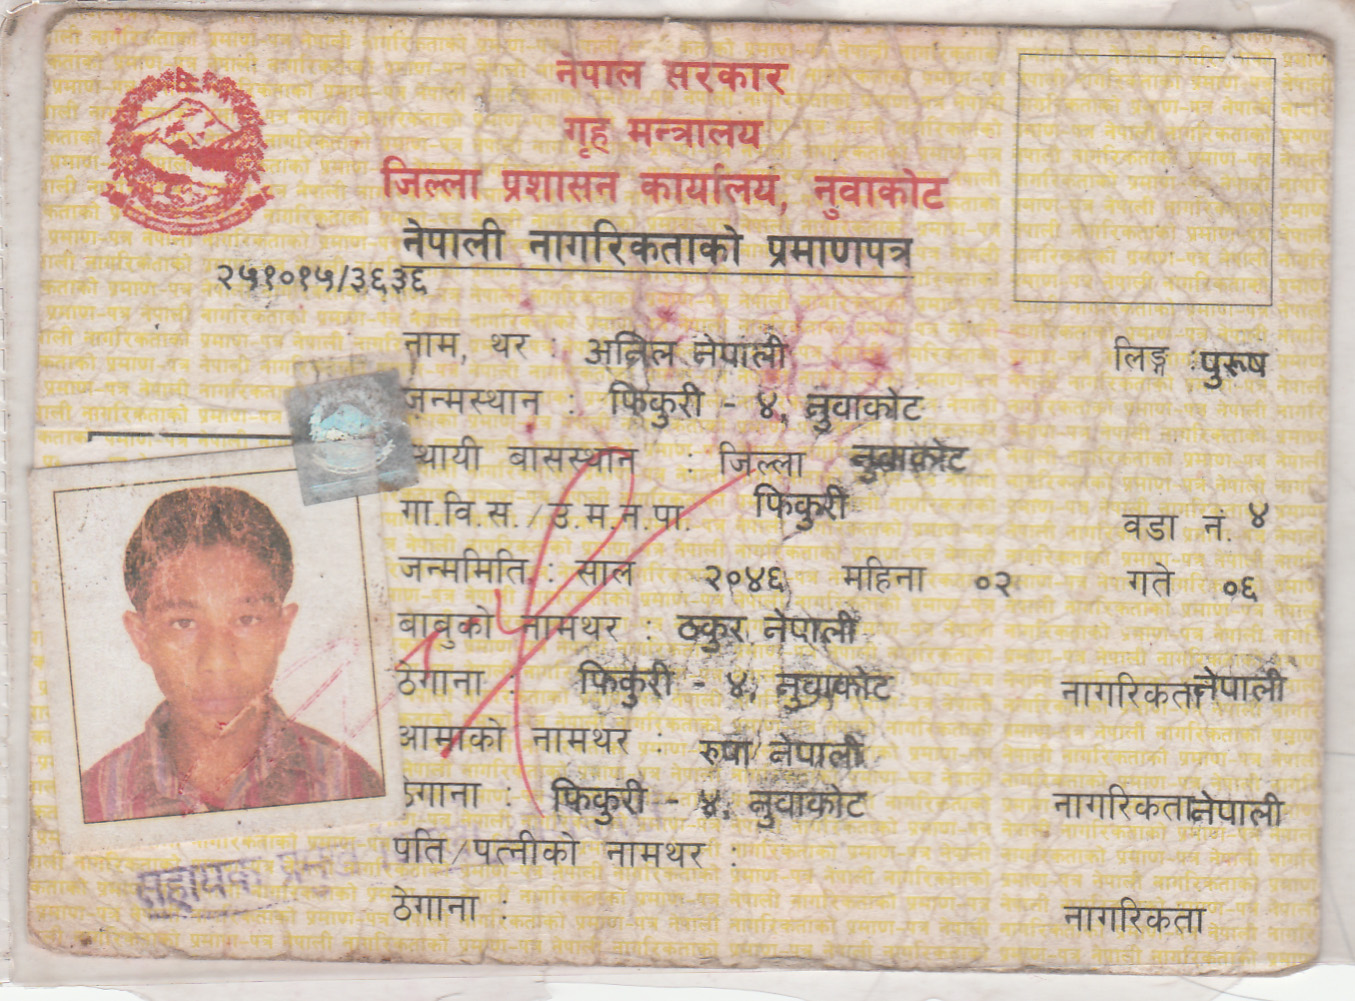 नेपाल सरकार
गृह मन्त्रालय
जिल्ला प्रशासन कार्यालय, नुवाकोट
नेपाली नागरिकताको प्रमाणपत्र
२५१०१५/३६३६
नाम, थर : अनिल नेपाली लिङ्ग : पुरूष
जन्मस्थान : फिकुरी - ४, नुवाकोट
स्थायी बासस्थान : जिल्ला नुवाकोट
गा.वि.स. / उ.म.न.पा. फिकुरी वडा नं. ४
जन्ममिति : साल २०४६ महिना ०२ गते ०६
बाबुको नामथर : ठकुर नेपाली
ठेगाना : फिकुरी - ४, नुवाकोट नागरिकता नेपाली
आमाको नामथर : रुपा नेपाली
ठेगाना : फिकुरी - ४, नुवाकोट नागरिकता नेपाली
पति/पत्नीको नामथर :
ठेगाना : नागरिकता
सहायक प्रमुख